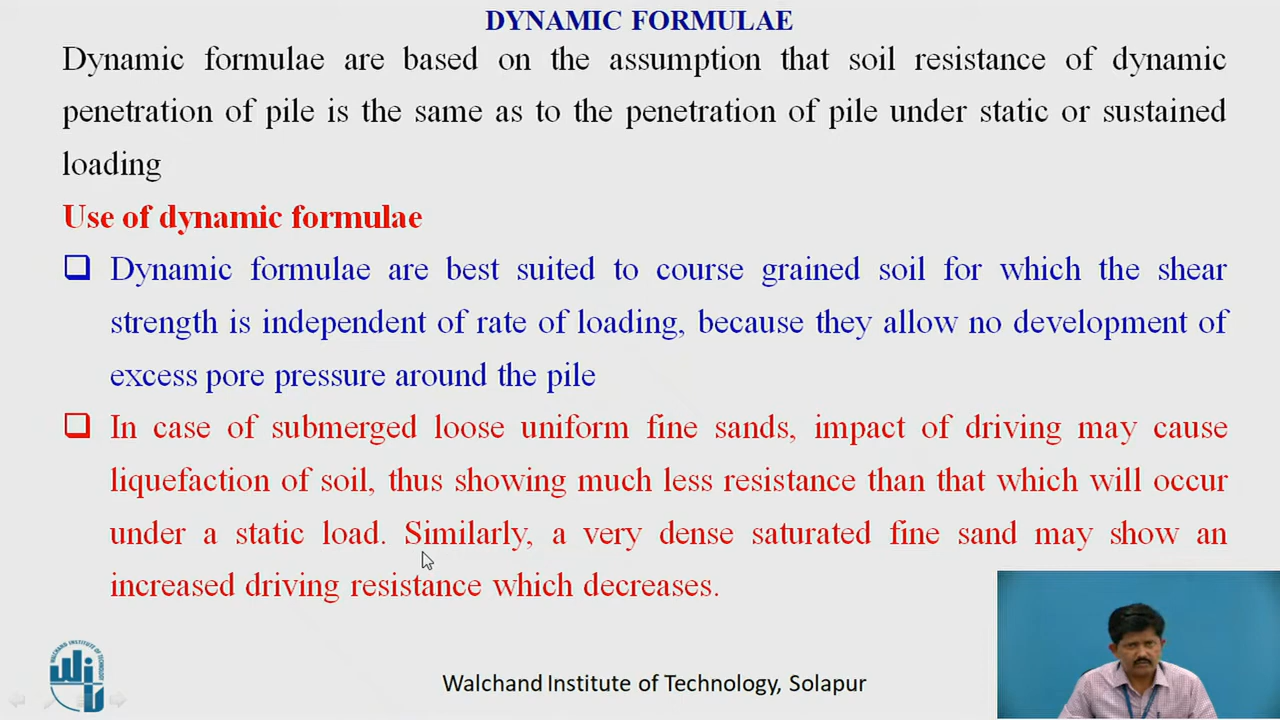 DYNAMIC FORMULAE
Dynamic formulae are based on the assumption that soil resistance of dynamic
penetration of pile is the same as to the penetration of pile under static or sustained
loading
Use of dynamic formulae
Dynamic formulae are best suited to course grained soil for which the shear
strength is independent of rate of loading, because they allow no development of
excess pore pressure around the pile
In case of submerged loose uniform fine sands, impact of driving may cause
liquefaction of soil, thus showing much less resistance than that which will occur
under a static load. Similarly, a very dense saturated fine sand may show an
increased driving resistance which decreases.
WALCHAND INSTITUTE OF TECHNOLOGY
Walchand Institute of Technology, Solapur